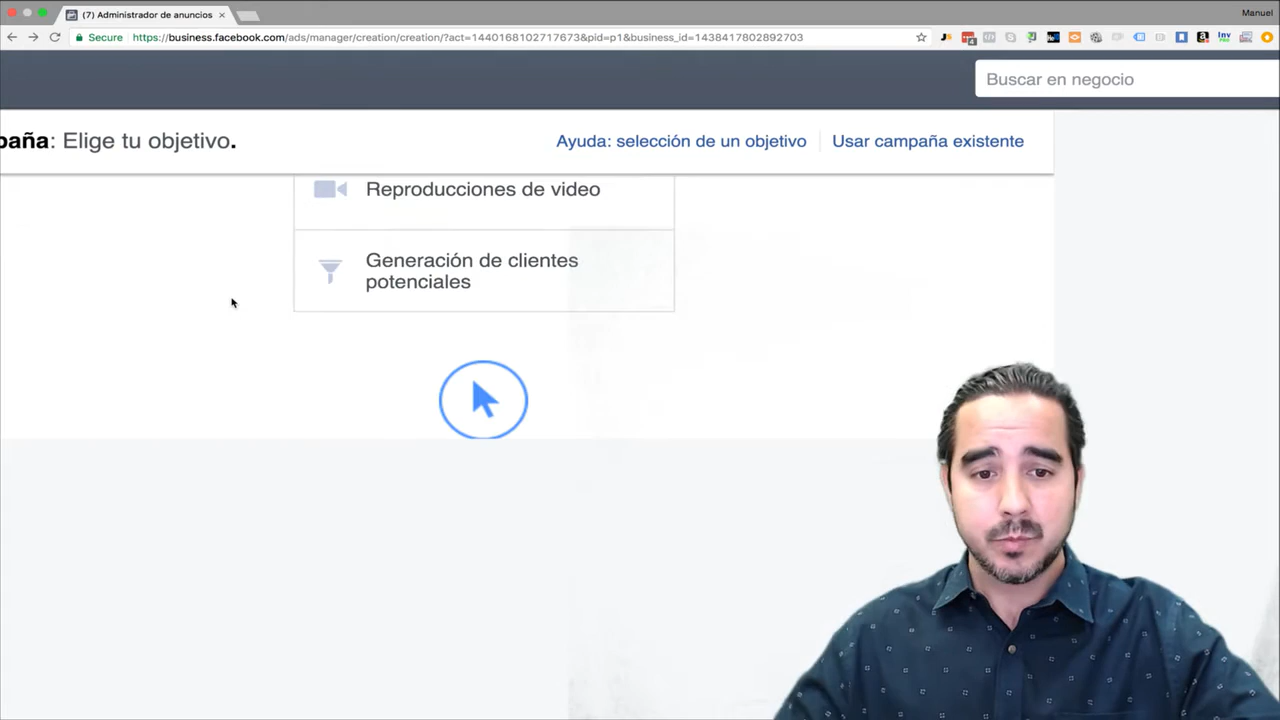 (7) Administrador de anuncios
Manuel
Secure
https://business.facebook.com/ads/manager/creation/creation/?act=1440168102717673&pid=p1&business_id=1438417802892703
Buscar en negocio
paña: Elige tu objetivo.
Ayuda: selección de un objetivo
Usar campaña existente
Reproducciones de video
Generación de clientes
potenciales